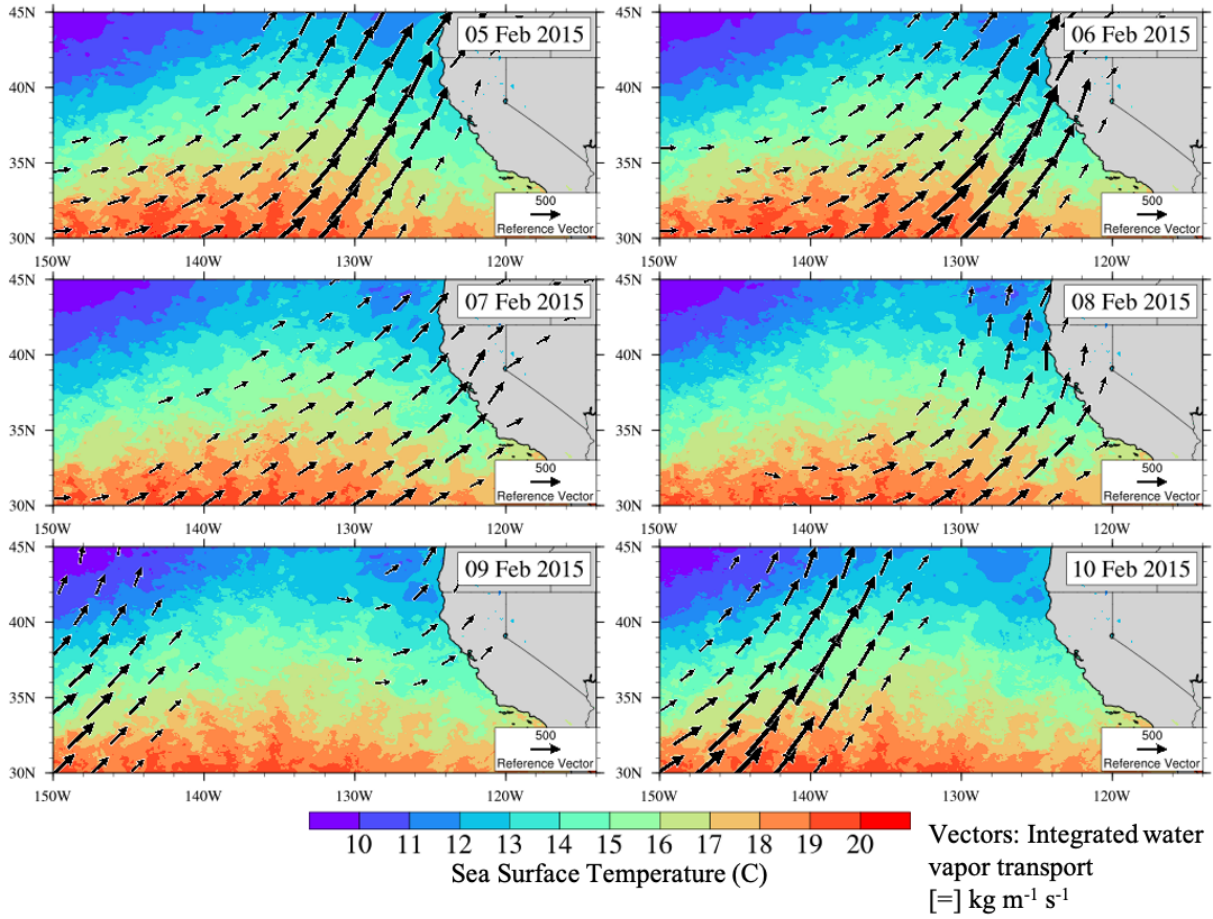 45N
40N
35N
30N
05 Feb 2015
500
Reference Vector
150W 140W 130W 120W
45N
40N
35N
30N
06 Feb 2015
500
Reference Vector
150W 140W 130W 120W
45N
40N
35N
30N
07 Feb 2015
500
Reference Vector
150W 140W 130W 120W
45N
40N
35N
30N
08 Feb 2015
500
Reference Vector
150W 140W 130W 120W
45N
40N
35N
30N
09 Feb 2015
500
Reference Vector
150W 140W 130W 120W
45N
40N
35N
30N
10 Feb 2015
500
Reference Vector
150W 140W 130W 120W
10 11 12 13 14 15 16 17 18 19 20
Sea Surface Temperature (C)
Vectors: Integrated water
vapor transport
[=] kg m⁻¹ s⁻¹